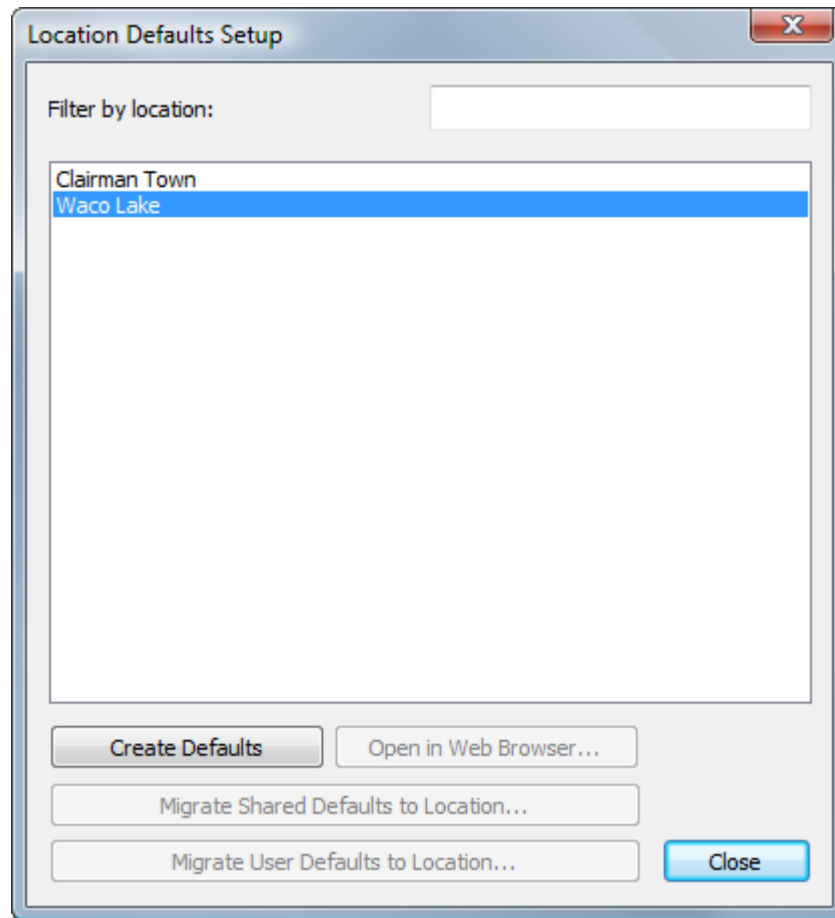 Location Defaults Setup
Filter by location:
Clairman Town
Waco Lake
Create Defaults
Open in Web Browser...
Migrate Shared Defaults to Location...
Migrate User Defaults to Location...
Close